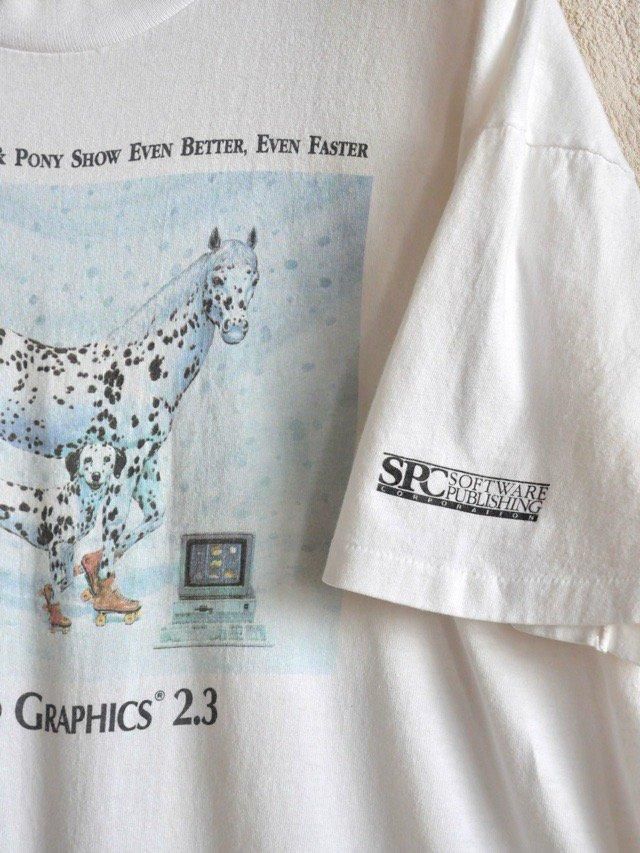 & PONY SHOW EVEN BETTER, EVEN FASTER
SPC SOFTWARE
PUBLISHING
CORPORATION
GRAPHICS® 2.3